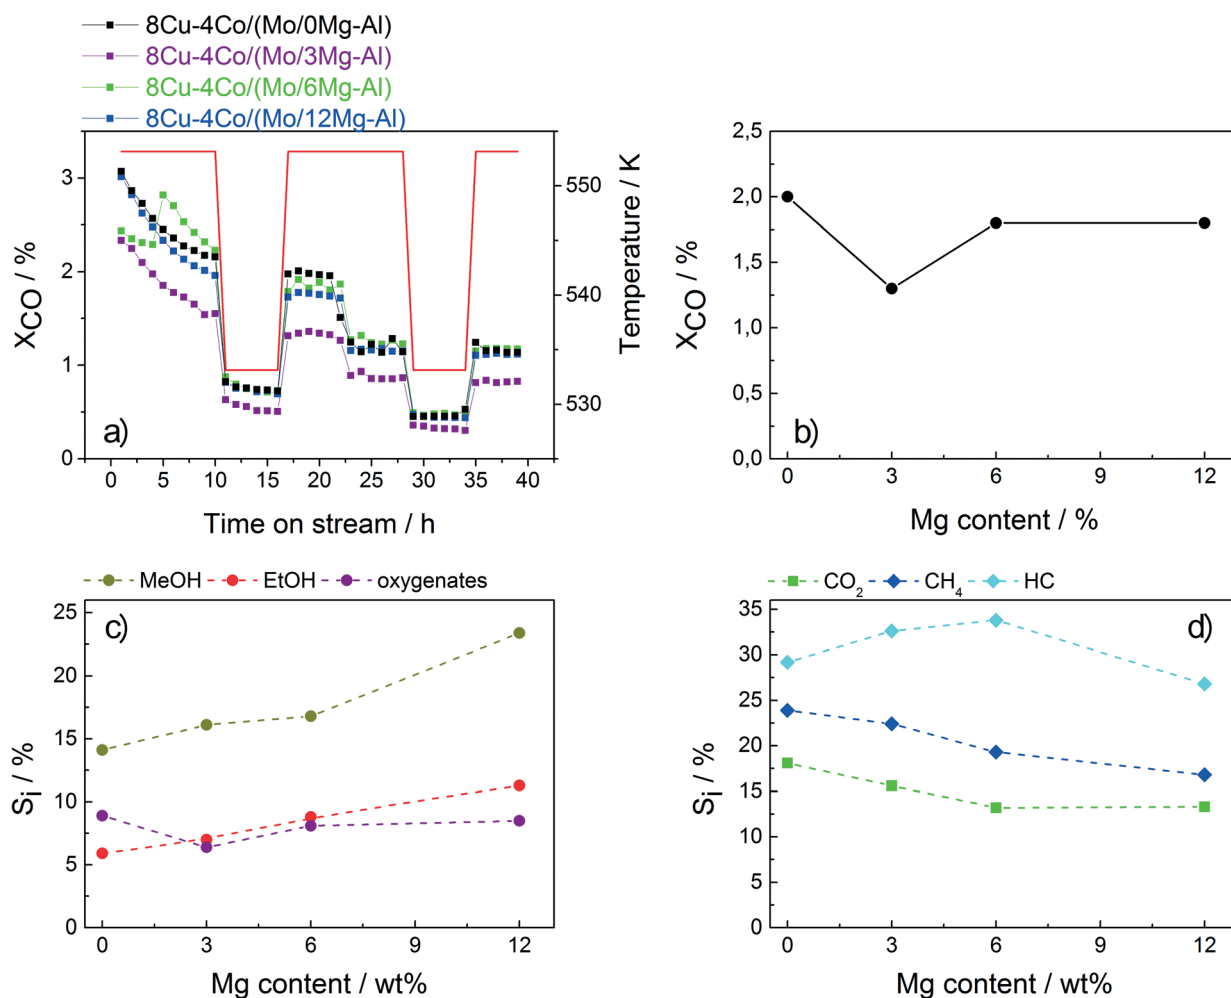 8Cu-4Co/(Mo/0Mg-Al)
8Cu-4Co/(Mo/3Mg-Al)
8Cu-4Co/(Mo/6Mg-Al)
8Cu-4Co/(Mo/12Mg-Al)
3
2
1
0
XCO / %
550
540
530
Temperature / K
a)
0 5 10 15 20 25 30 35 40
Time on stream / h
2,5
2.0
1.5
1.0
0.5
0,0
XCO / %
b)
0 3 6 9 12
Mg content / %
MeOH EtOH oxygenates
25
20
15
10
5
0
Si / %
c)
0 3 6 12
Mg content / wt%
CO2 CH4 HC
35
30
25
20
15
10
5
0
Si / %
d)
0 3 6 9 12
Mg content / wt%